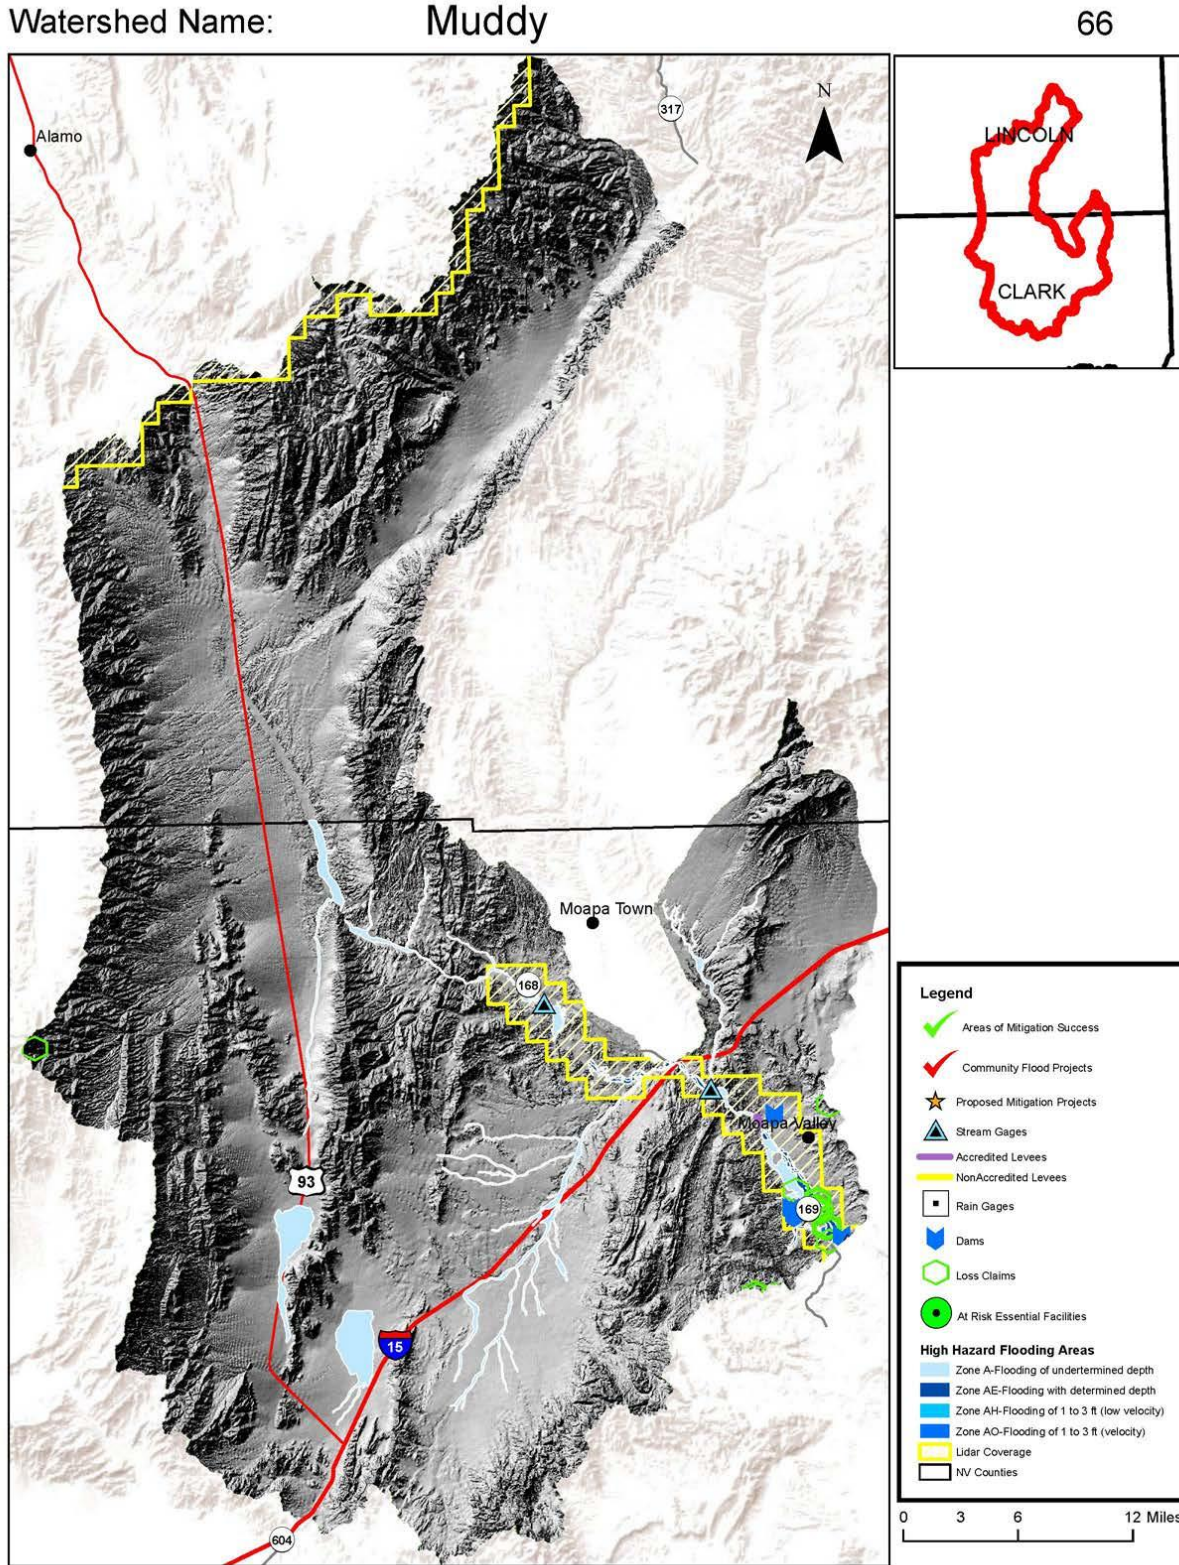 Watershed Name: Muddy 66
317
N
Alamo
LINCOLN
CLARK
Moapa Town
168
Moapa Valley
93
169
15
604
Legend
Areas of Mitigation Success
Community Flood Projects
Proposed Mitigation Projects
Stream Gages
Accredited Levees
NonAccredited Levees
Rain Gages
Dams
Loss Claims
At Risk Essential Facilities
High Hazard Flooding Areas
Zone A-Flooding of undertermined depth
Zone AE-Flooding with determined depth
Zone AH-Flooding of 1 to 3 ft (low velocity)
Zone AO-Flooding of 1 to 3 ft (velocity)
Lidar Coverage
NV Counties
0 3 6 12 Miles